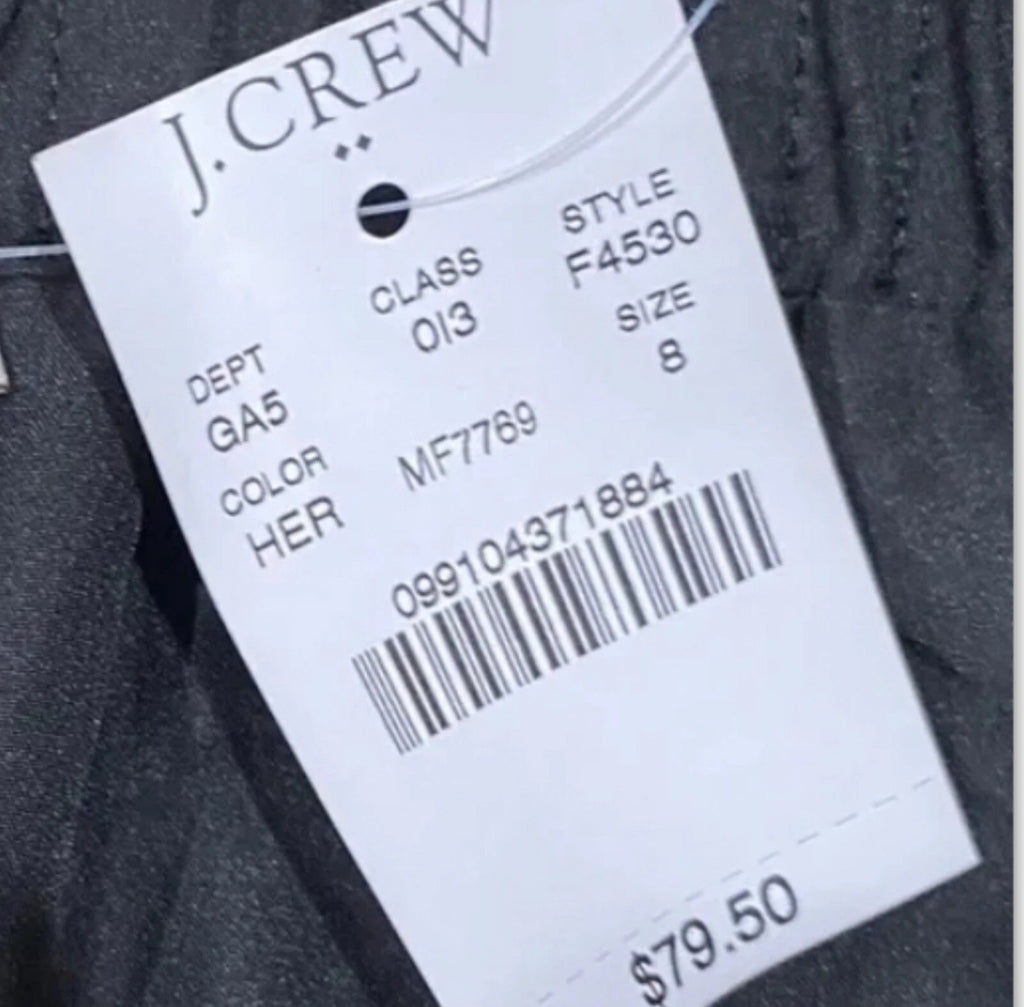 J.CREW
CLASS STYLE
013 F4530
DEPT SIZE
GA5 8
COLOR MF7769
HER
099104371884
$79.50